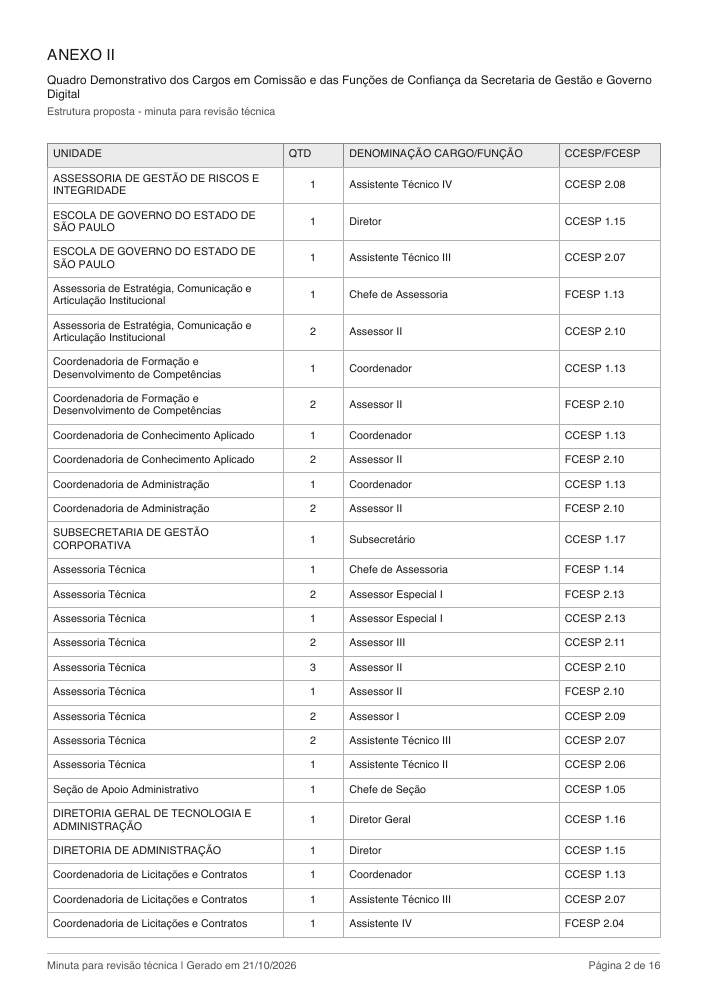 ANEXO II
Quadro Demonstrativo dos Cargos em Comissão e das Funções de Confiança da Secretaria de Gestão e Governo
Digital
Estrutura proposta - minuta para revisão técnica
UNIDADE QTD DENOMINAÇÃO CARGO/FUNÇÃO CCESP/FCESP
ASSESSORIA DE GESTÃO DE RISCOS E
INTEGRIDADE 1 Assistente Técnico IV CCESP 2.08
ESCOLA DE GOVERNO DO ESTADO DE
SÃO PAULO 1 Diretor CCESP 1.15
ESCOLA DE GOVERNO DO ESTADO DE
SÃO PAULO 1 Assistente Técnico III CCESP 2.07
Assessoria de Estratégia, Comunicação e
Articulação Institucional 1 Chefe de Assessoria FCESP 1.13
Assessoria de Estratégia, Comunicação e
Articulação Institucional 2 Assessor II CCESP 2.10
Coordenadoria de Formação e
Desenvolvimento de Competências 1 Coordenador CCESP 1.13
Coordenadoria de Formação e
Desenvolvimento de Competências 2 Assessor II FCESP 2.10
Coordenadoria de Conhecimento Aplicado 1 Coordenador CCESP 1.13
Coordenadoria de Conhecimento Aplicado 2 Assessor II FCESP 2.10
Coordenadoria de Administração 1 Coordenador CCESP 1.13
Coordenadoria de Administração 2 Assessor II FCESP 2.10
SUBSECRETARIA DE GESTÃO
CORPORATIVA 1 Subsecretário CCESP 1.17
Assessoria Técnica 1 Chefe de Assessoria FCESP 1.14
Assessoria Técnica 2 Assessor Especial I FCESP 2.13
Assessoria Técnica 1 Assessor Especial I CCESP 2.13
Assessoria Técnica 2 Assessor III CCESP 2.11
Assessoria Técnica 3 Assessor II CCESP 2.10
Assessoria Técnica 1 Assessor II FCESP 2.10
Assessoria Técnica 2 Assessor I CCESP 2.09
Assessoria Técnica 2 Assistente Técnico III CCESP 2.07
Assessoria Técnica 1 Assistente Técnico II CCESP 2.06
Seção de Apoio Administrativo 1 Chefe de Seção CCESP 1.05
DIRETORIA GERAL DE TECNOLOGIA E
ADMINISTRAÇÃO 1 Diretor Geral CCESP 1.16
DIRETORIA DE ADMINISTRAÇÃO 1 Diretor CCESP 1.15
Coordenadoria de Licitações e Contratos 1 Coordenador CCESP 1.13
Coordenadoria de Licitações e Contratos 1 Assistente Técnico III CCESP 2.07
Coordenadoria de Licitações e Contratos 1 Assistente IV FCESP 2.04
Minuta para revisão técnica | Gerado em 21/10/2026 Página 2 de 16